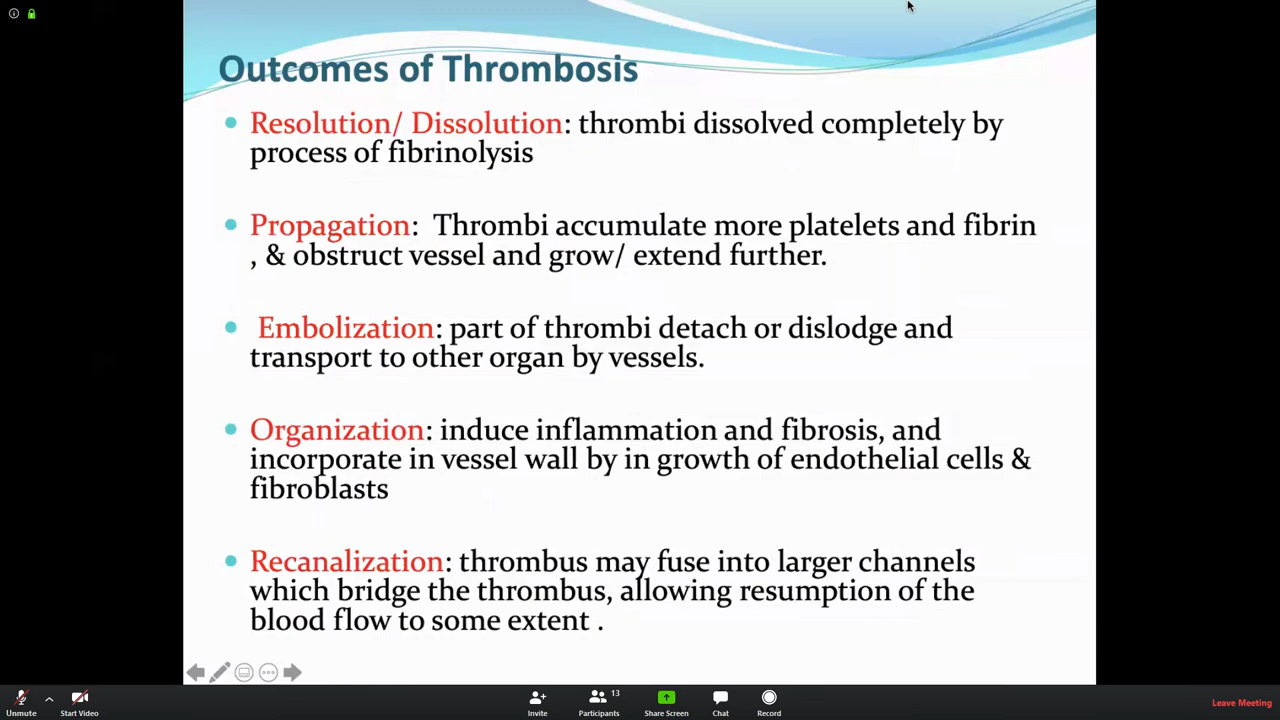 Outcomes of Thrombosis
Resolution/ Dissolution: thrombi dissolved completely by
process of fibrinolysis
Propagation: Thrombi accumulate more platelets and fibrin
, & obstruct vessel and grow/ extend further.
Embolization: part of thrombi detach or dislodge and
transport to other organ by vessels.
Organization: induce inflammation and fibrosis, and
incorporate in vessel wall by in growth of endothelial cells &
fibroblasts
Recanalization: thrombus may fuse into larger channels
which bridge the thrombus, allowing resumption of the
blood flow to some extent .
Unmute
Start Video
Invite
Participants
13
Share Screen
Chat
Record
Leave Meeting